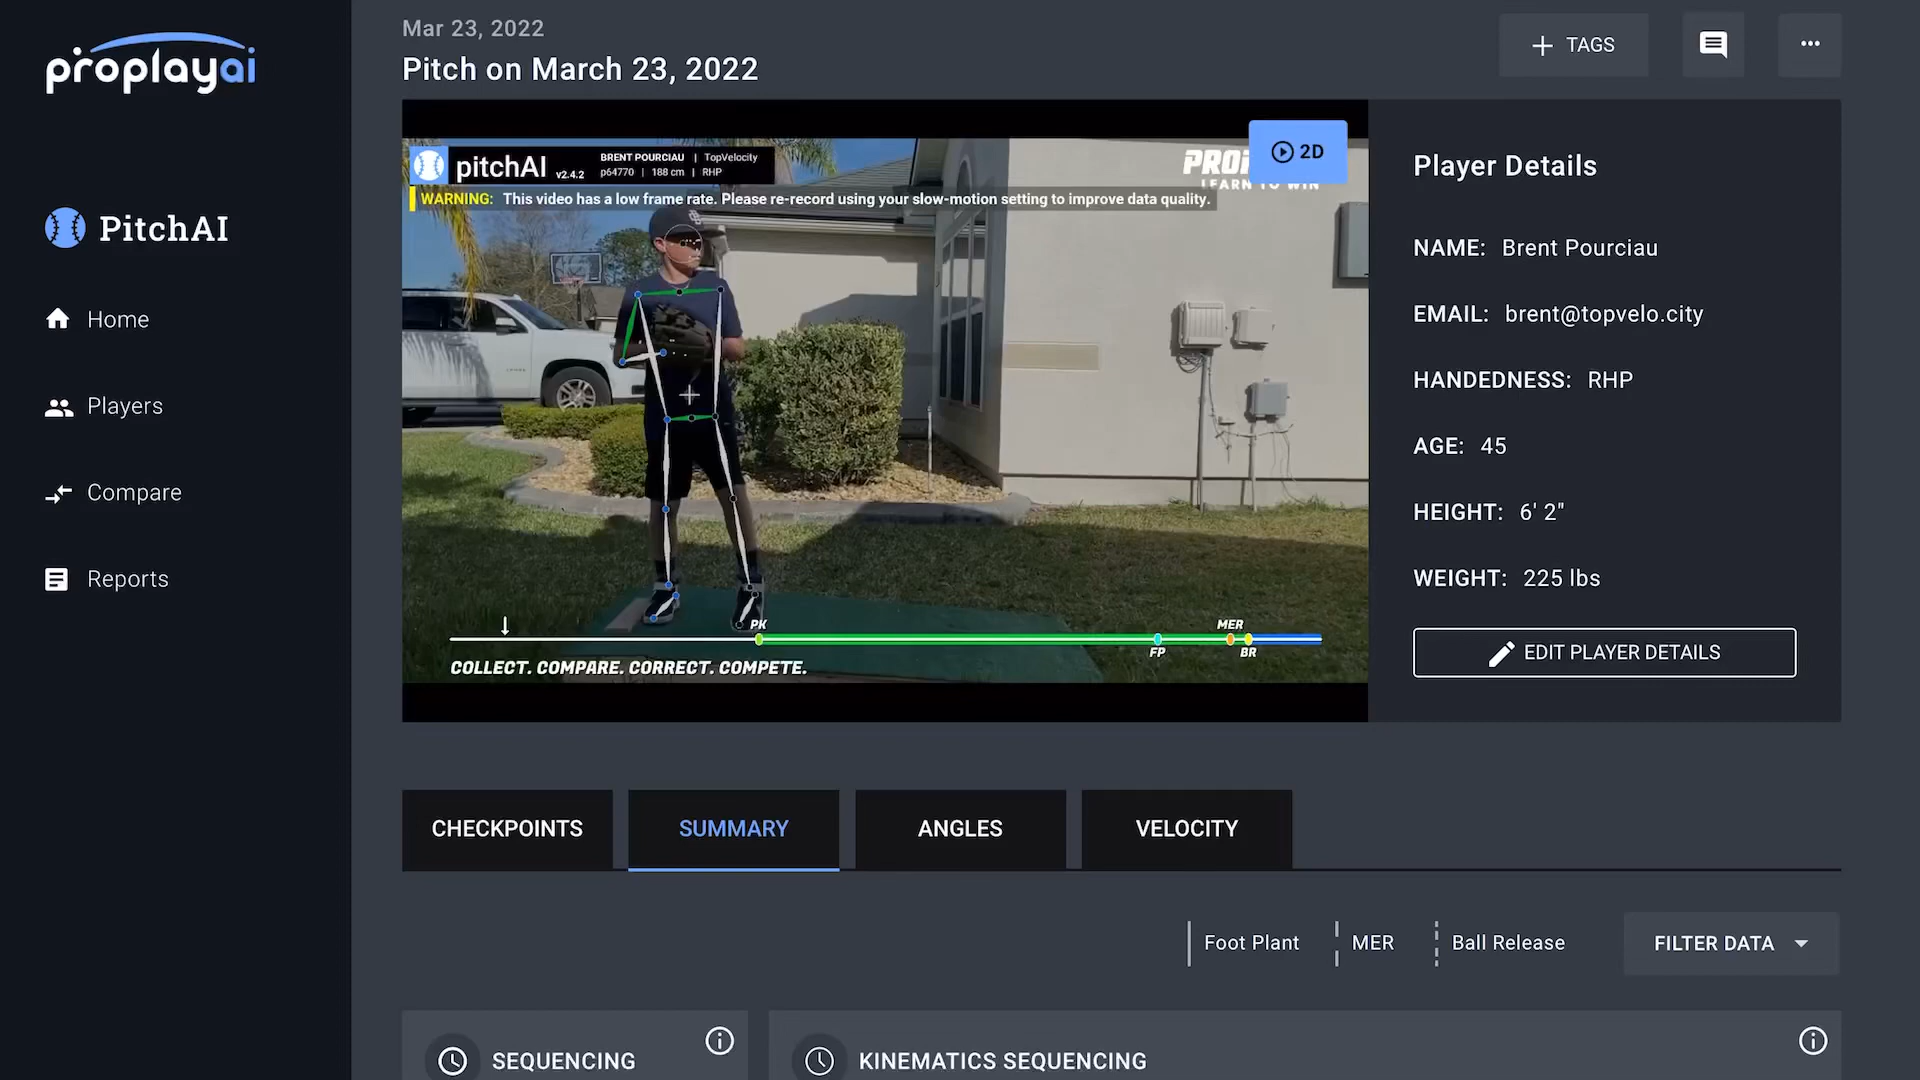 proplayai
PitchAI
Home
Players
Compare
Reports
Mar 23, 2022
Pitch on March 23, 2022
TAGS
pitchAI v2.4.2
BRENT POURCIAU | TopVelocity
p64770 | 188 cm | RHP
2D
LEARN TO WIN
WARNING: This video has a low frame rate. Please re-record using your slow-motion setting to improve data quality.
PK
MER
FP
BR
COLLECT. COMPARE. CORRECT. COMPETE.
Player Details
NAME: Brent Pourciau
EMAIL: brent@topvelo.city
HANDEDNESS: RHP
AGE: 45
HEIGHT: 6' 2"
WEIGHT: 225 lbs
EDIT PLAYER DETAILS
CHECKPOINTS
SUMMARY
ANGLES
VELOCITY
Foot Plant
MER
Ball Release
FILTER DATA
SEQUENCING
KINEMATICS SEQUENCING